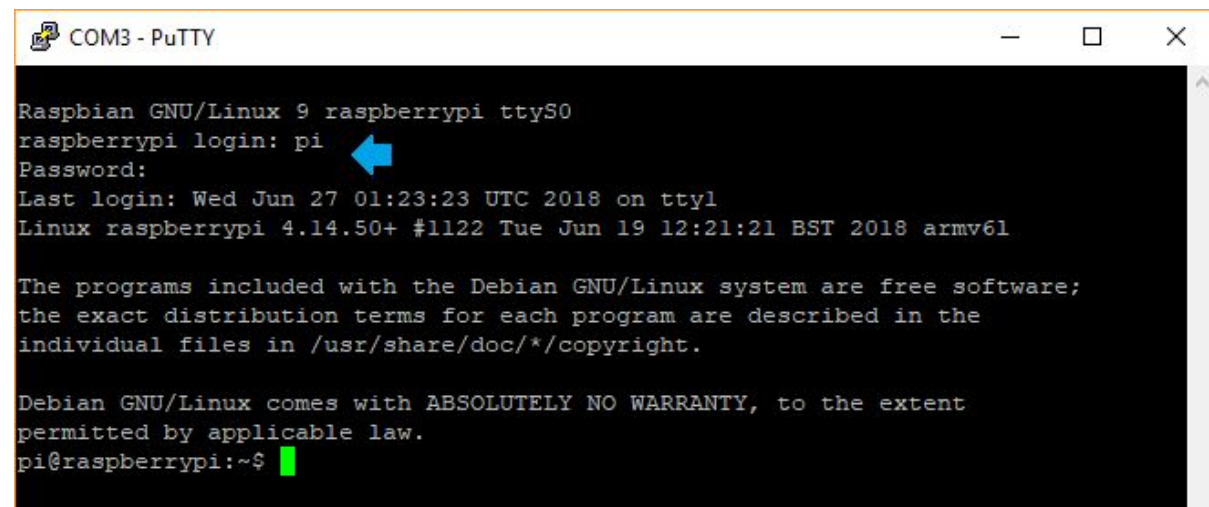 COM3 - PuTTY
Raspbian GNU/Linux 9 raspberrypi ttyS0
raspberrypi login: pi
Password:
Last login: Wed Jun 27 01:23:23 UTC 2018 on tty1
Linux raspberrypi 4.14.50+ #1122 Tue Jun 19 12:21:21 BST 2018 armv6l
The programs included with the Debian GNU/Linux system are free software;
the exact distribution terms for each program are described in the
individual files in /usr/share/doc/*/copyright.
Debian GNU/Linux comes with ABSOLUTELY NO WARRANTY, to the extent
permitted by applicable law.
pi@raspberrypi:~$